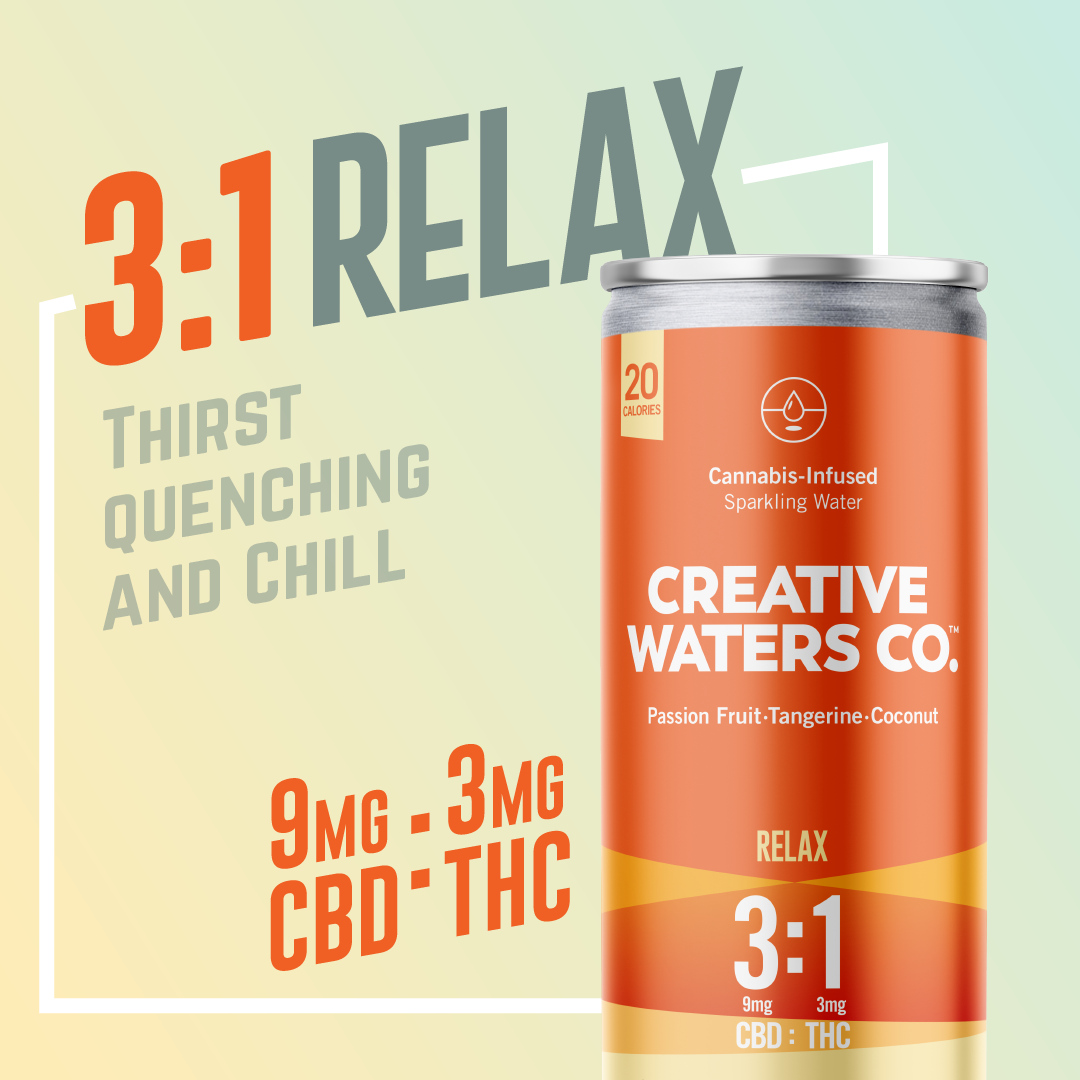 3:1 RELAX
THIRST
QUENCHING
AND CHILL
9MG : 3MG
CBD : THC
20
CALORIES
Cannabis-Infused
Sparkling Water
CREATIVE
WATERS CO.™
Passion Fruit·Tangerine·Coconut
RELAX
3:1
9mg 3mg
CBD : THC